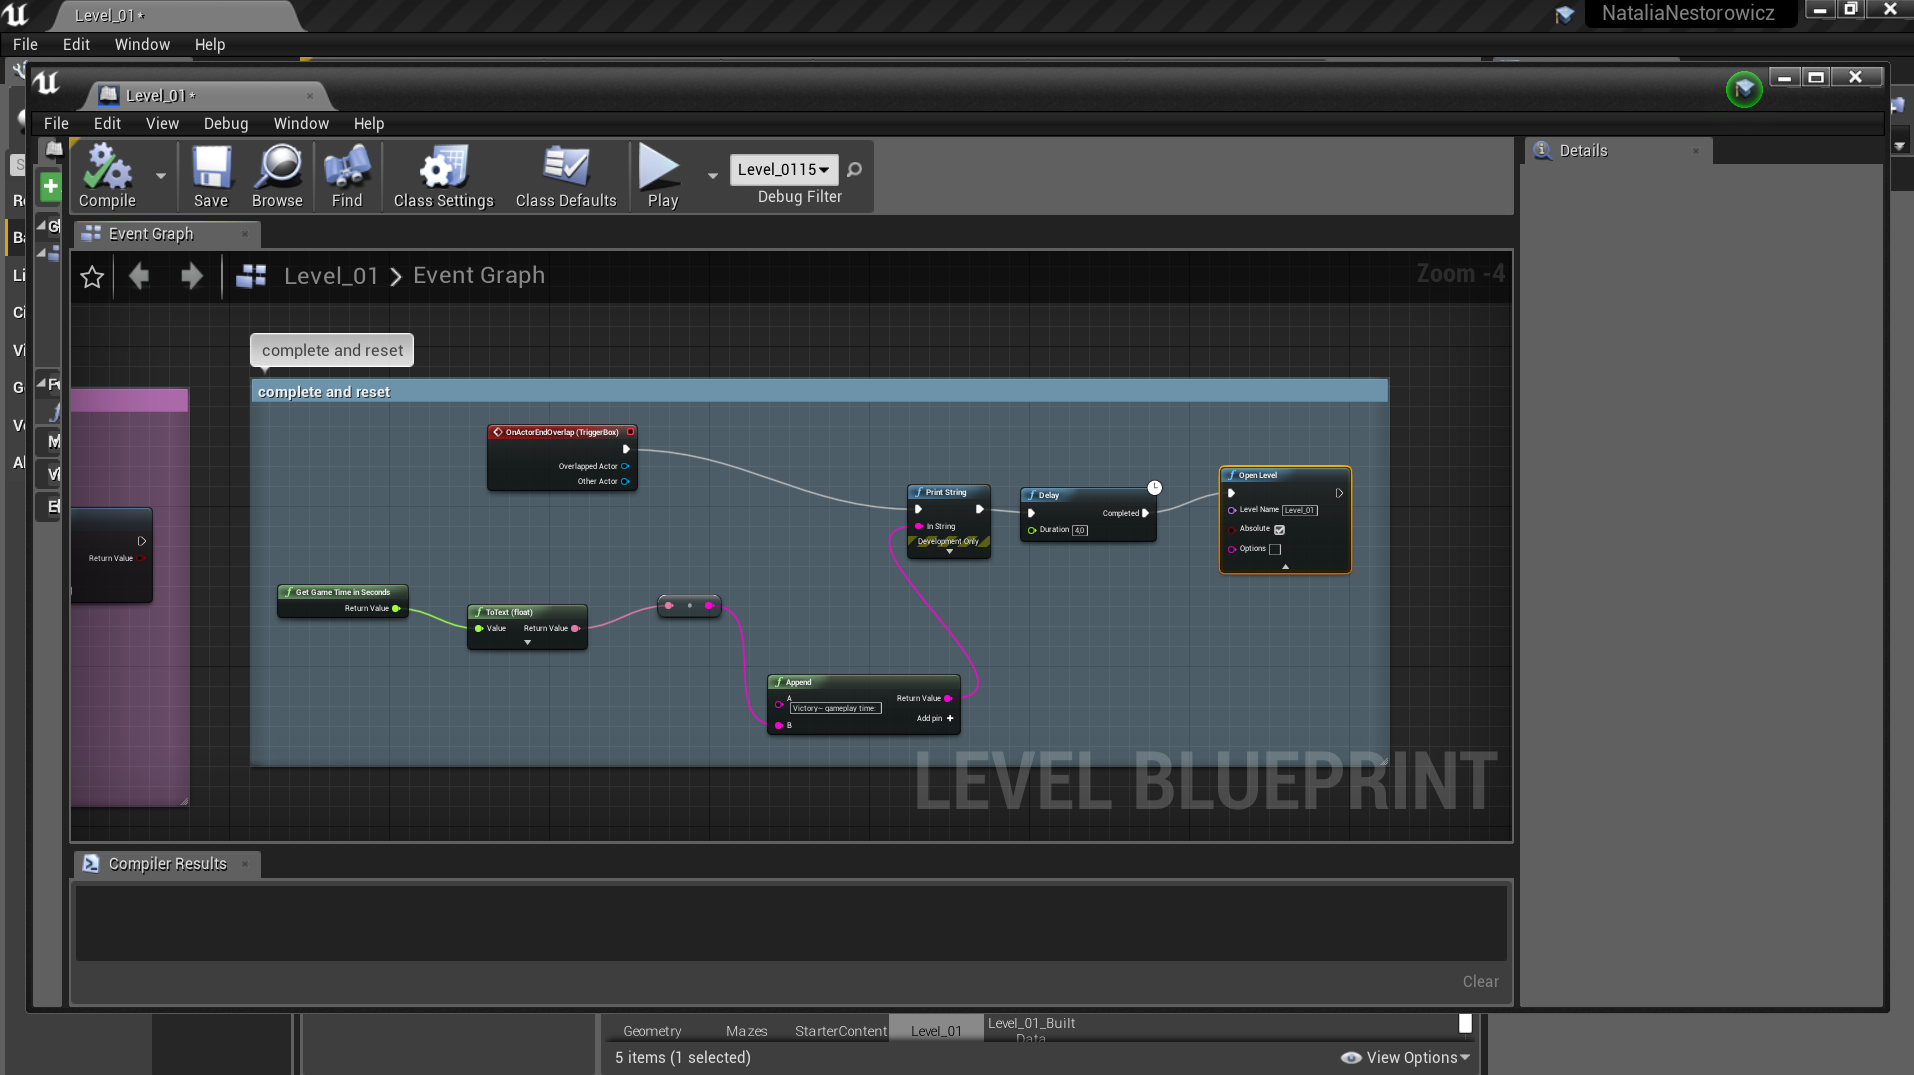 Level_01*
NataliaNestorowicz
File Edit Window Help
Level_01*
File Edit View Debug Window Help
Compile
Save
Browse
Find
Class Settings
Class Defaults
Play
Level_0115
Debug Filter
Details
Event Graph
Level_01 > Event Graph
Zoom -4
complete and reset
complete and reset
OnActorEndOverlap (TriggerBox)
Overlapped Actor
Other Actor
Print String
In String
Development Only
Delay
Completed
Duration 4,0
Open Level
Level Name Level_01
Absolute
Options
Return Value
Get Game Time in Seconds
Return Value
ToText (float)
Value Return Value
Append
A
Victory~ gameplay time:
Return Value
Add pin
B
LEVEL BLUEPRINT
Compiler Results
Clear
Geometry
Mazes
StarterContent
Level_01
Level_01_Built
Data
5 items (1 selected)
View Options